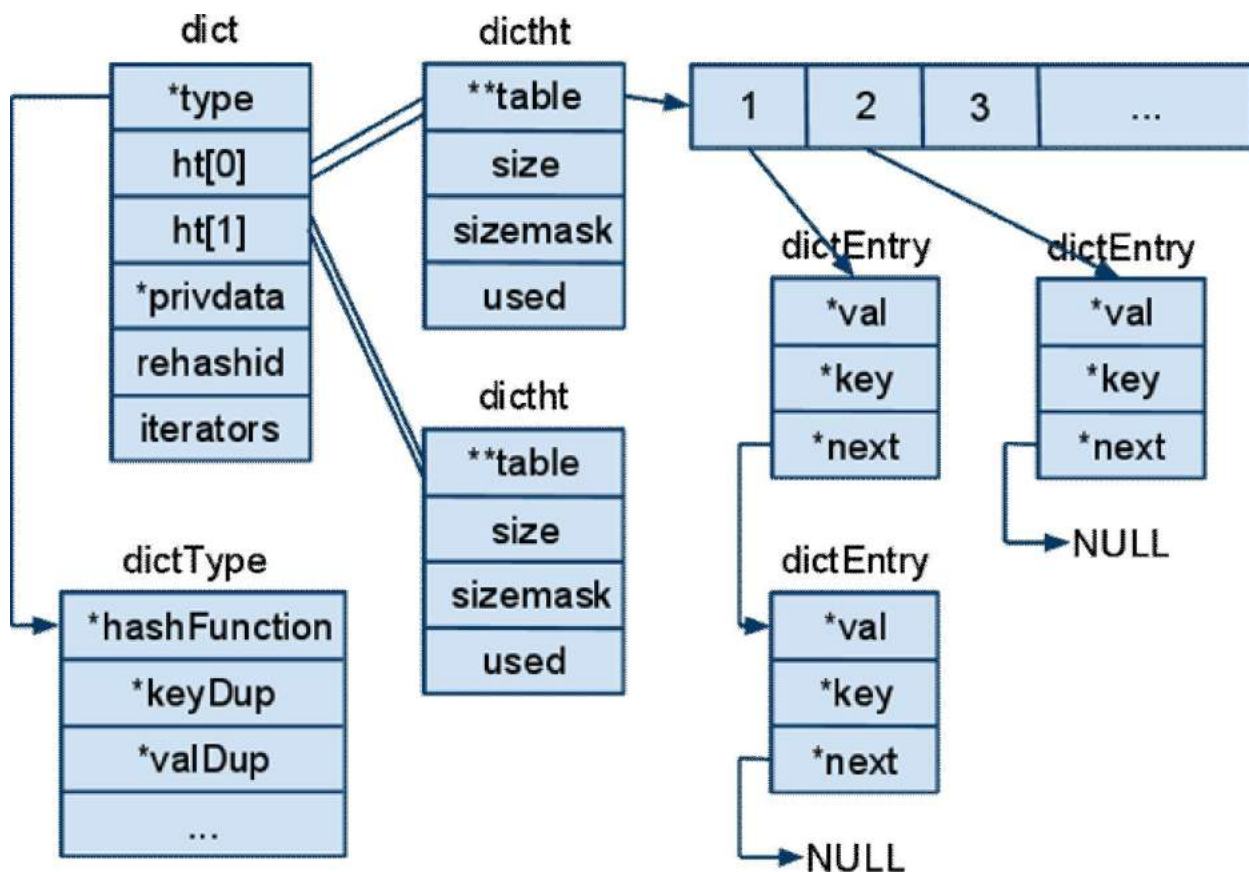 dict
*type
ht[0]
ht[1]
*privdata
rehashid
iterators
dictht
**table
size
sizemask
used
1 2 3 ...
dictht
**table
size
sizemask
used
dictType
*hashFunction
*keyDup
*valDup
...
dictEntry
*val
*key
*next
dictEntry
*val
*key
*next
NULL
dictEntry
*val
*key
*next
NULL